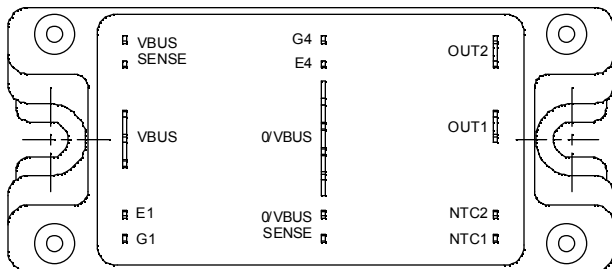 VBUS
SENSE
G4
E4
OUT2
VBUS
0/VBUS
OUT1
E1
G1
0/VBUS
SENSE
NTC2
NTC1